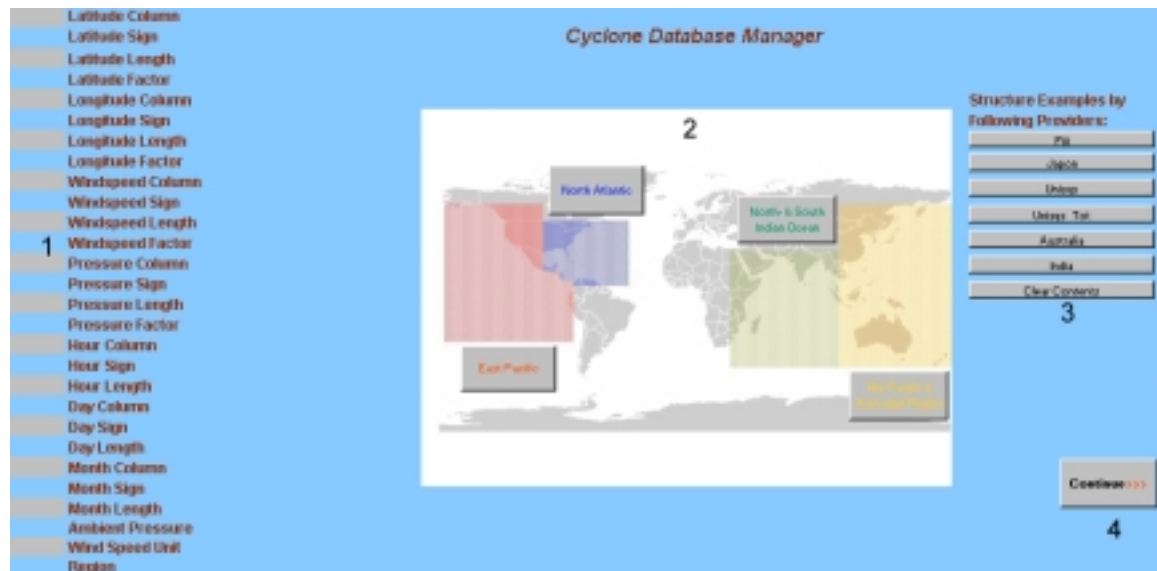 Latitude Column
Latitude Sign
Latitude Length
Latitude Factor
Longitude Column
Longitude Sign
Longitude Length
Longitude Factor
Windspeed Column
Windspeed Sign
Windspeed Length
1
Windspeed Factor
Pressure Column
Pressure Sign
Pressure Length
Pressure Factor
Hour Column
Hour Sign
Hour Length
Day Column
Day Sign
Day Length
Month Column
Month Sign
Month Length
Ambient Pressure
Wind Speed Unit
Region
Cyclone Database Manager
2
North Atlantic
Indian Ocean
East Pacific
Structure Examples by
Following Providers:
Fiji
Japan
Unisys
Unisys Txt
Australia
India
Clear Contents
3
Continue>>>
4